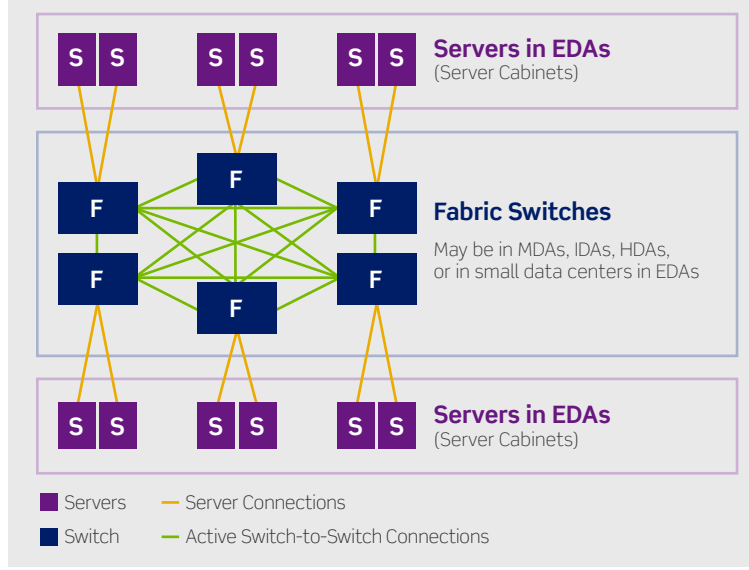 S S S S S S
Servers in EDAs
(Server Cabinets)
F
F F
Fabric Switches
May be in MDAs, IDAs, HDAs,
or in small data centers in EDAs
F F
F
S S S S S S
Servers in EDAs
(Server Cabinets)
Servers Server Connections
Switch Active Switch-to-Switch Connections